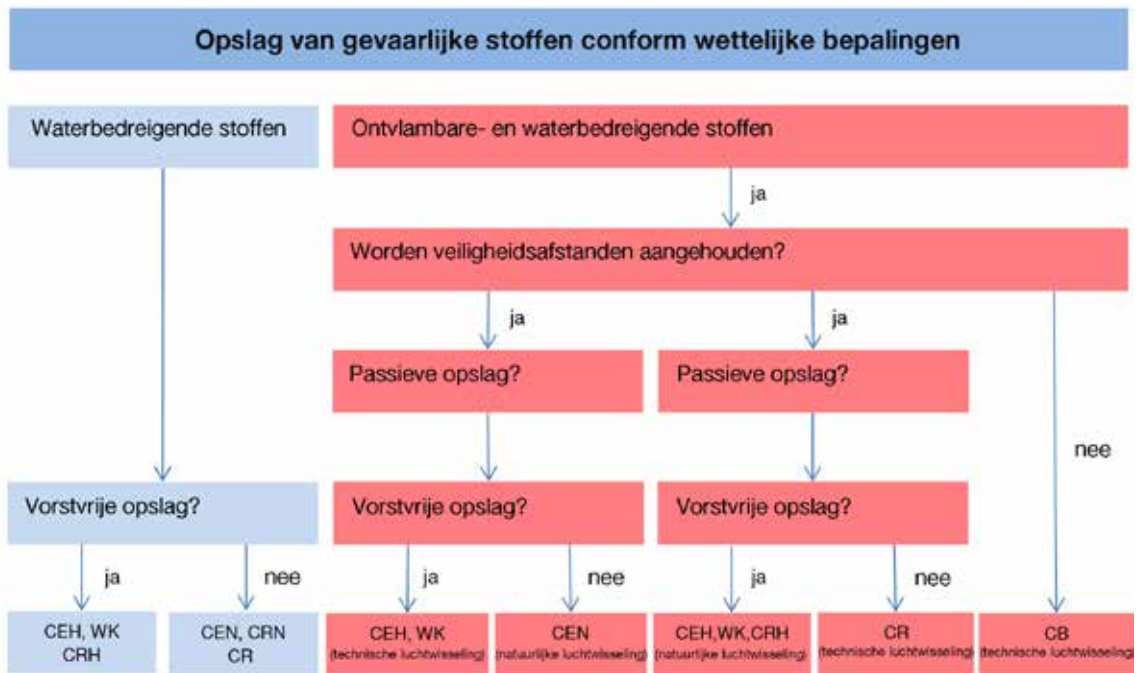 Opslag van gevaarlijke stoffen conform wettelijke bepalingen
Waterbedreigende stoffen
Ontvlambare- en waterbedreigende stoffen
ja
Worden veiligheidsafstanden aangehouden?
ja
ja
Passieve opslag?
Passieve opslag?
nee
Vorstvrije opslag?
Vorstvrije opslag?
Vorstvrije opslag?
ja
nee
ja
nee
ja
nee
CEH, WK
CRH
CEN, CRN
CR
CEH, WK
(technische luchtwisseling)
CEN
(natuurlijke luchtwisseling)
CEH,WK,CRH
(natuurlijke luchtwisseling)
CR
(technische luchtwisseling)
CB
(technische luchtwisseling)